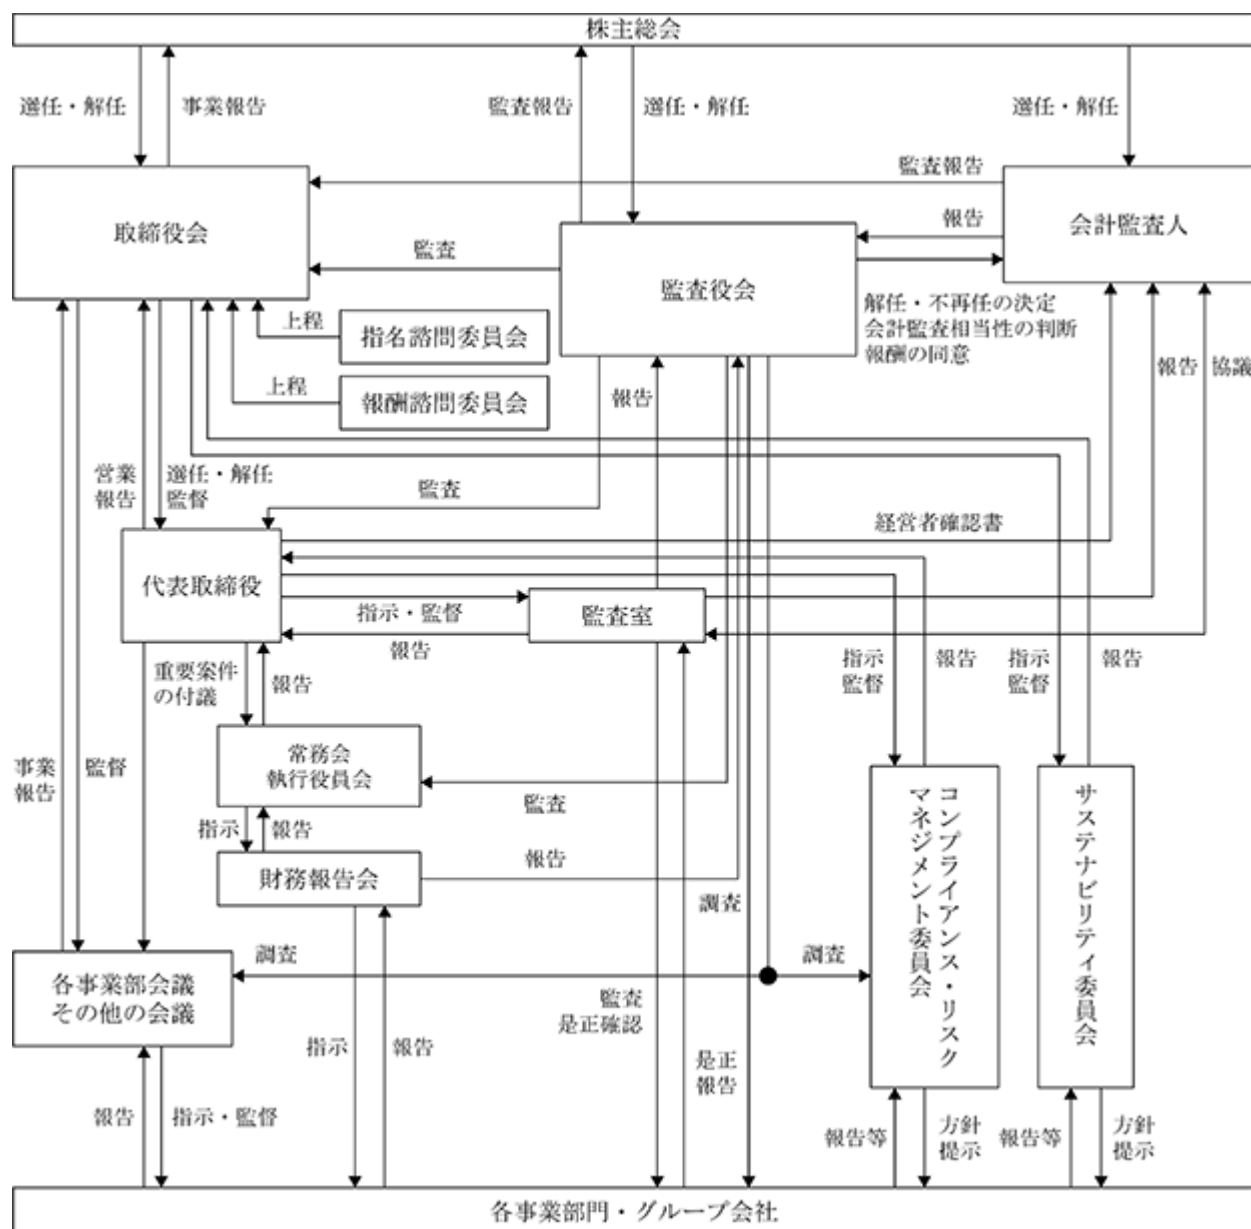 株主総会
選任・解任
事業報告
監査報告
選任・解任
選任・解任
監査報告
取締役会
報告
会計監査人
監査
監査役会
解任・不再任の決定
会計監査相当性の判断
報酬の同意
上程
指名諮問委員会
上程
報酬諮問委員会
報告
報告
協議
営業
報告
選任・解任
監督
監査
経営者確認書
代表取締役
指示・監督
監査室
報告
重要案件
の付議
報告
指示
監督
報告
指示
監督
報告
常務会
執行役員会
事業
報告
監督
監査
指示
報告
財務報告会
報告
調査
コンプライアンス・リスク
マネジメント委員会
サステナビリティ委員会
各事業部会議
その他の会議
調査
調査
監査
是正確認
指示
報告
是正
報告
報告
指示・監督
報告等
方針
提示
報告等
方針
提示
各事業部門・グループ会社